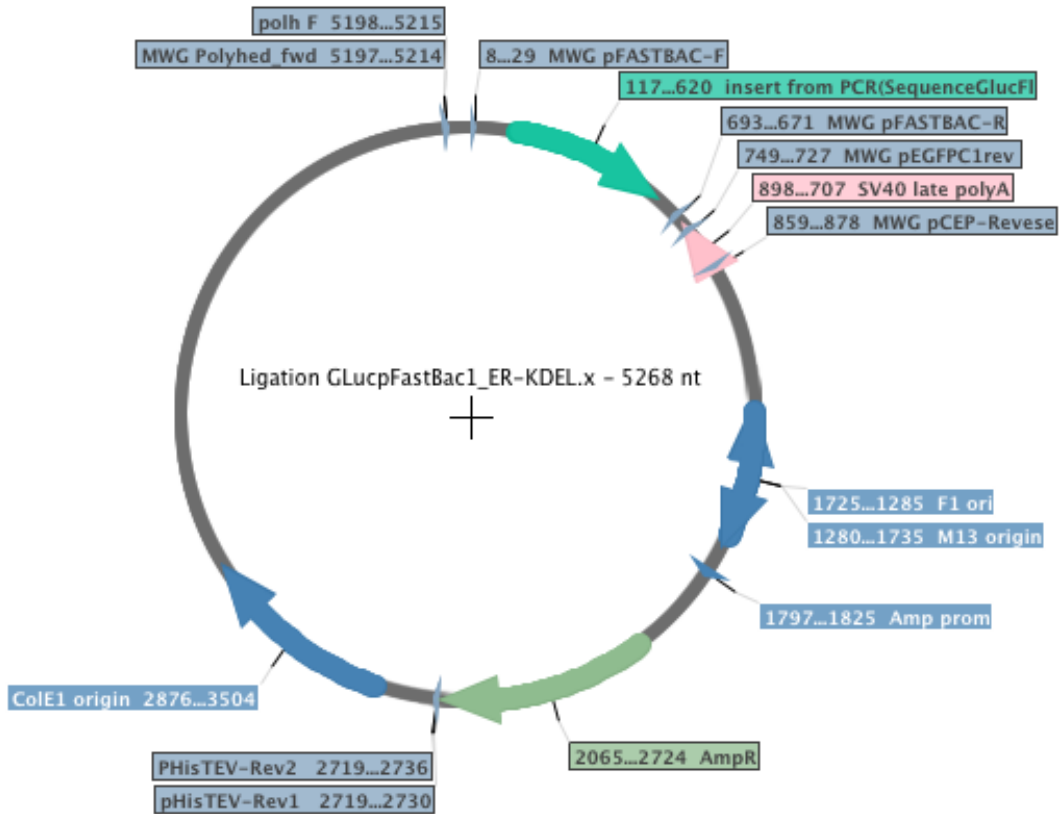 polh F 5198...5215
MWG Polyhed_fwd 5197...5214
8...29 MWG pFASTBAC-F
117...620 insert from PCR(SequenceGlucFl
693...671 MWG pFASTBAC-R
749...727 MWG pEGFPC1rev
898...707 SV40 late polyA
859...878 MWG pCEP-Revese
Ligation GLucpFastBac1_ER-KDEL.x - 5268 nt
1725...1285 F1 ori
1280...1735 M13 origin
1797...1825 Amp prom
ColE1 origin 2876...3504
2065...2724 AmpR
PHisTEV-Rev2 2719...2736
pHisTEV-Rev1 2719...2730